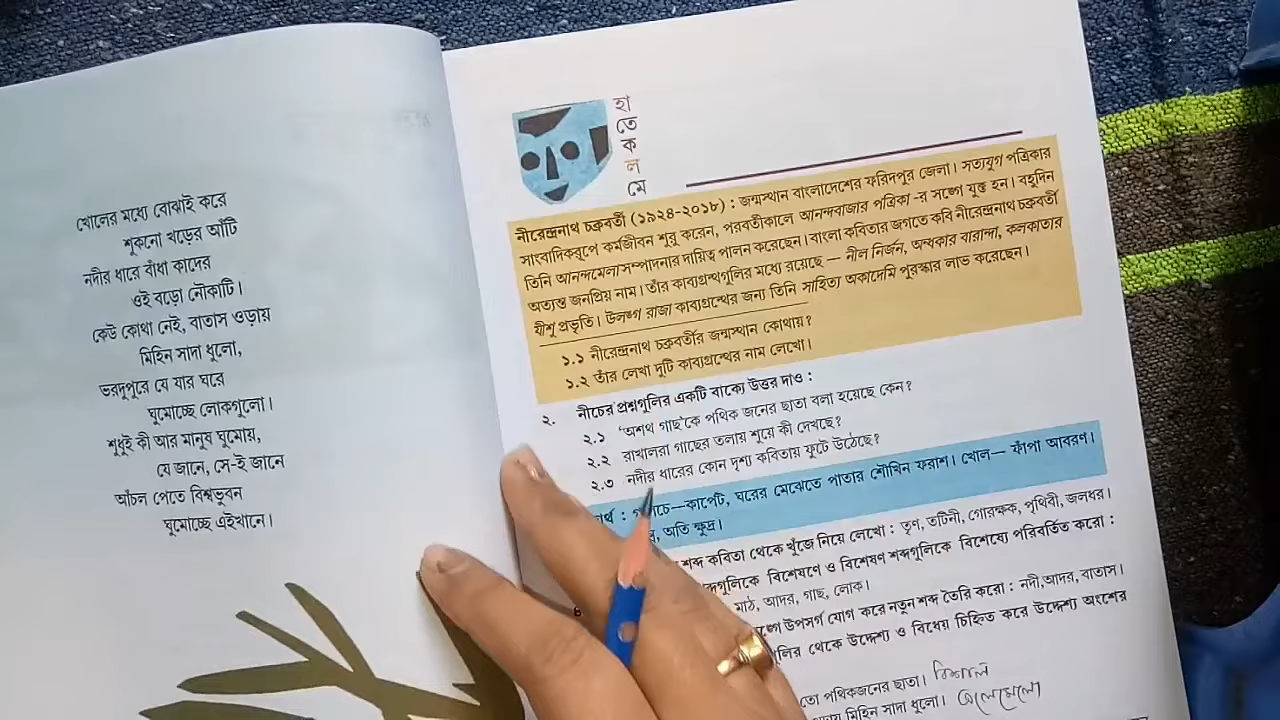 খোলের মধ্যে বোঝাই করে
শুকনো খড়ের আঁটি
নদীর ধারে বাঁধা কাদের
ওই বড়ো নৌকাটি।
কেউ কোথা নেই, বাতাস ওড়ায়
মিহিন সাদা ধুলো,
ভরদুপুরে যে যার ঘরে
ঘুমোচ্ছে লোকগুলো।
শুধুই কী আর মানুষ ঘুমোয়,
যে জানে, সে-ই জানে
আঁচল পেতে বিশ্বভুবন
ঘুমোচ্ছে এইখানে।
হা
তে
ক
ল
মে
নীরেন্দ্রনাথ চক্রবর্তী (১৯২৪-২০১৮) : জন্মস্থান বাংলাদেশের ফরিদপুর জেলা। সত্যযুগ পত্রিকার
সাংবাদিকরূপে কর্মজীবন শুরু করেন, পরবর্তীকালে আনন্দবাজার পত্রিকা -র সঙ্গে যুক্ত হন। বহুদিন
তিনি আনন্দমেলা সম্পাদনার দায়িত্ব পালন করেছেন। বাংলা কবিতার জগতে কবি নীরেন্দ্রনাথ চক্রবর্তী
অত্যন্ত জনপ্রিয় নাম। তাঁর কাব্যগ্রন্থগুলির মধ্যে রয়েছে — নীল নির্জন, অন্ধকার বারান্দা, কলকাতার
যীশু প্রভৃতি। উলঙ্গ রাজা কাব্যগ্রন্থের জন্য তিনি সাহিত্য অকাদেমি পুরস্কার লাভ করেছেন।
১.১ নীরেন্দ্রনাথ চক্রবর্তীর জন্মস্থান কোথায়?
১.২ তাঁর লেখা দুটি কাব্যগ্রন্থের নাম লেখো।
২. নীচের প্রশ্নগুলির একটি বাক্যে উত্তর দাও :
২.১ 'অশথ গাছ'কে পথিক জনের ছাতা বলা হয়েছে কেন?
২.২ রাখালরা গাছের তলায় শুয়ে কী দেখছে?
২.৩ নদীর ধারের কোন দৃশ্য কবিতায় ফুটে উঠেছে?
র্থ : চে—কার্পেট, ঘরের মেঝেতে পাতার শৌখিন ফরাশ। খোল— ফাঁপা আবরণ।
অতি ক্ষুদ্র।
শব্দ কবিতা থেকে খুঁজে নিয়ে লেখো : তৃণ, তটিনী, গোরক্ষক, পৃথিবী, জলধর।
ব্দগুলিকে বিশেষণে ও বিশেষণ শব্দগুলিকে বিশেষ্যে পরিবর্তিত করো :
মাঠ, আদর, গাছ, লোক।
ঙ্গে উপসর্গ যোগ করে নতুন শব্দ তৈরি করো : নদী,আদর, বাতাস।
লির থেকে উদ্দেশ্য ও বিধেয় চিহ্নিত করে উদ্দেশ্য অংশের
তো পথিকজনের ছাতা। বিশাল
মিহিন সাদা ধুলো। এলোমেলো